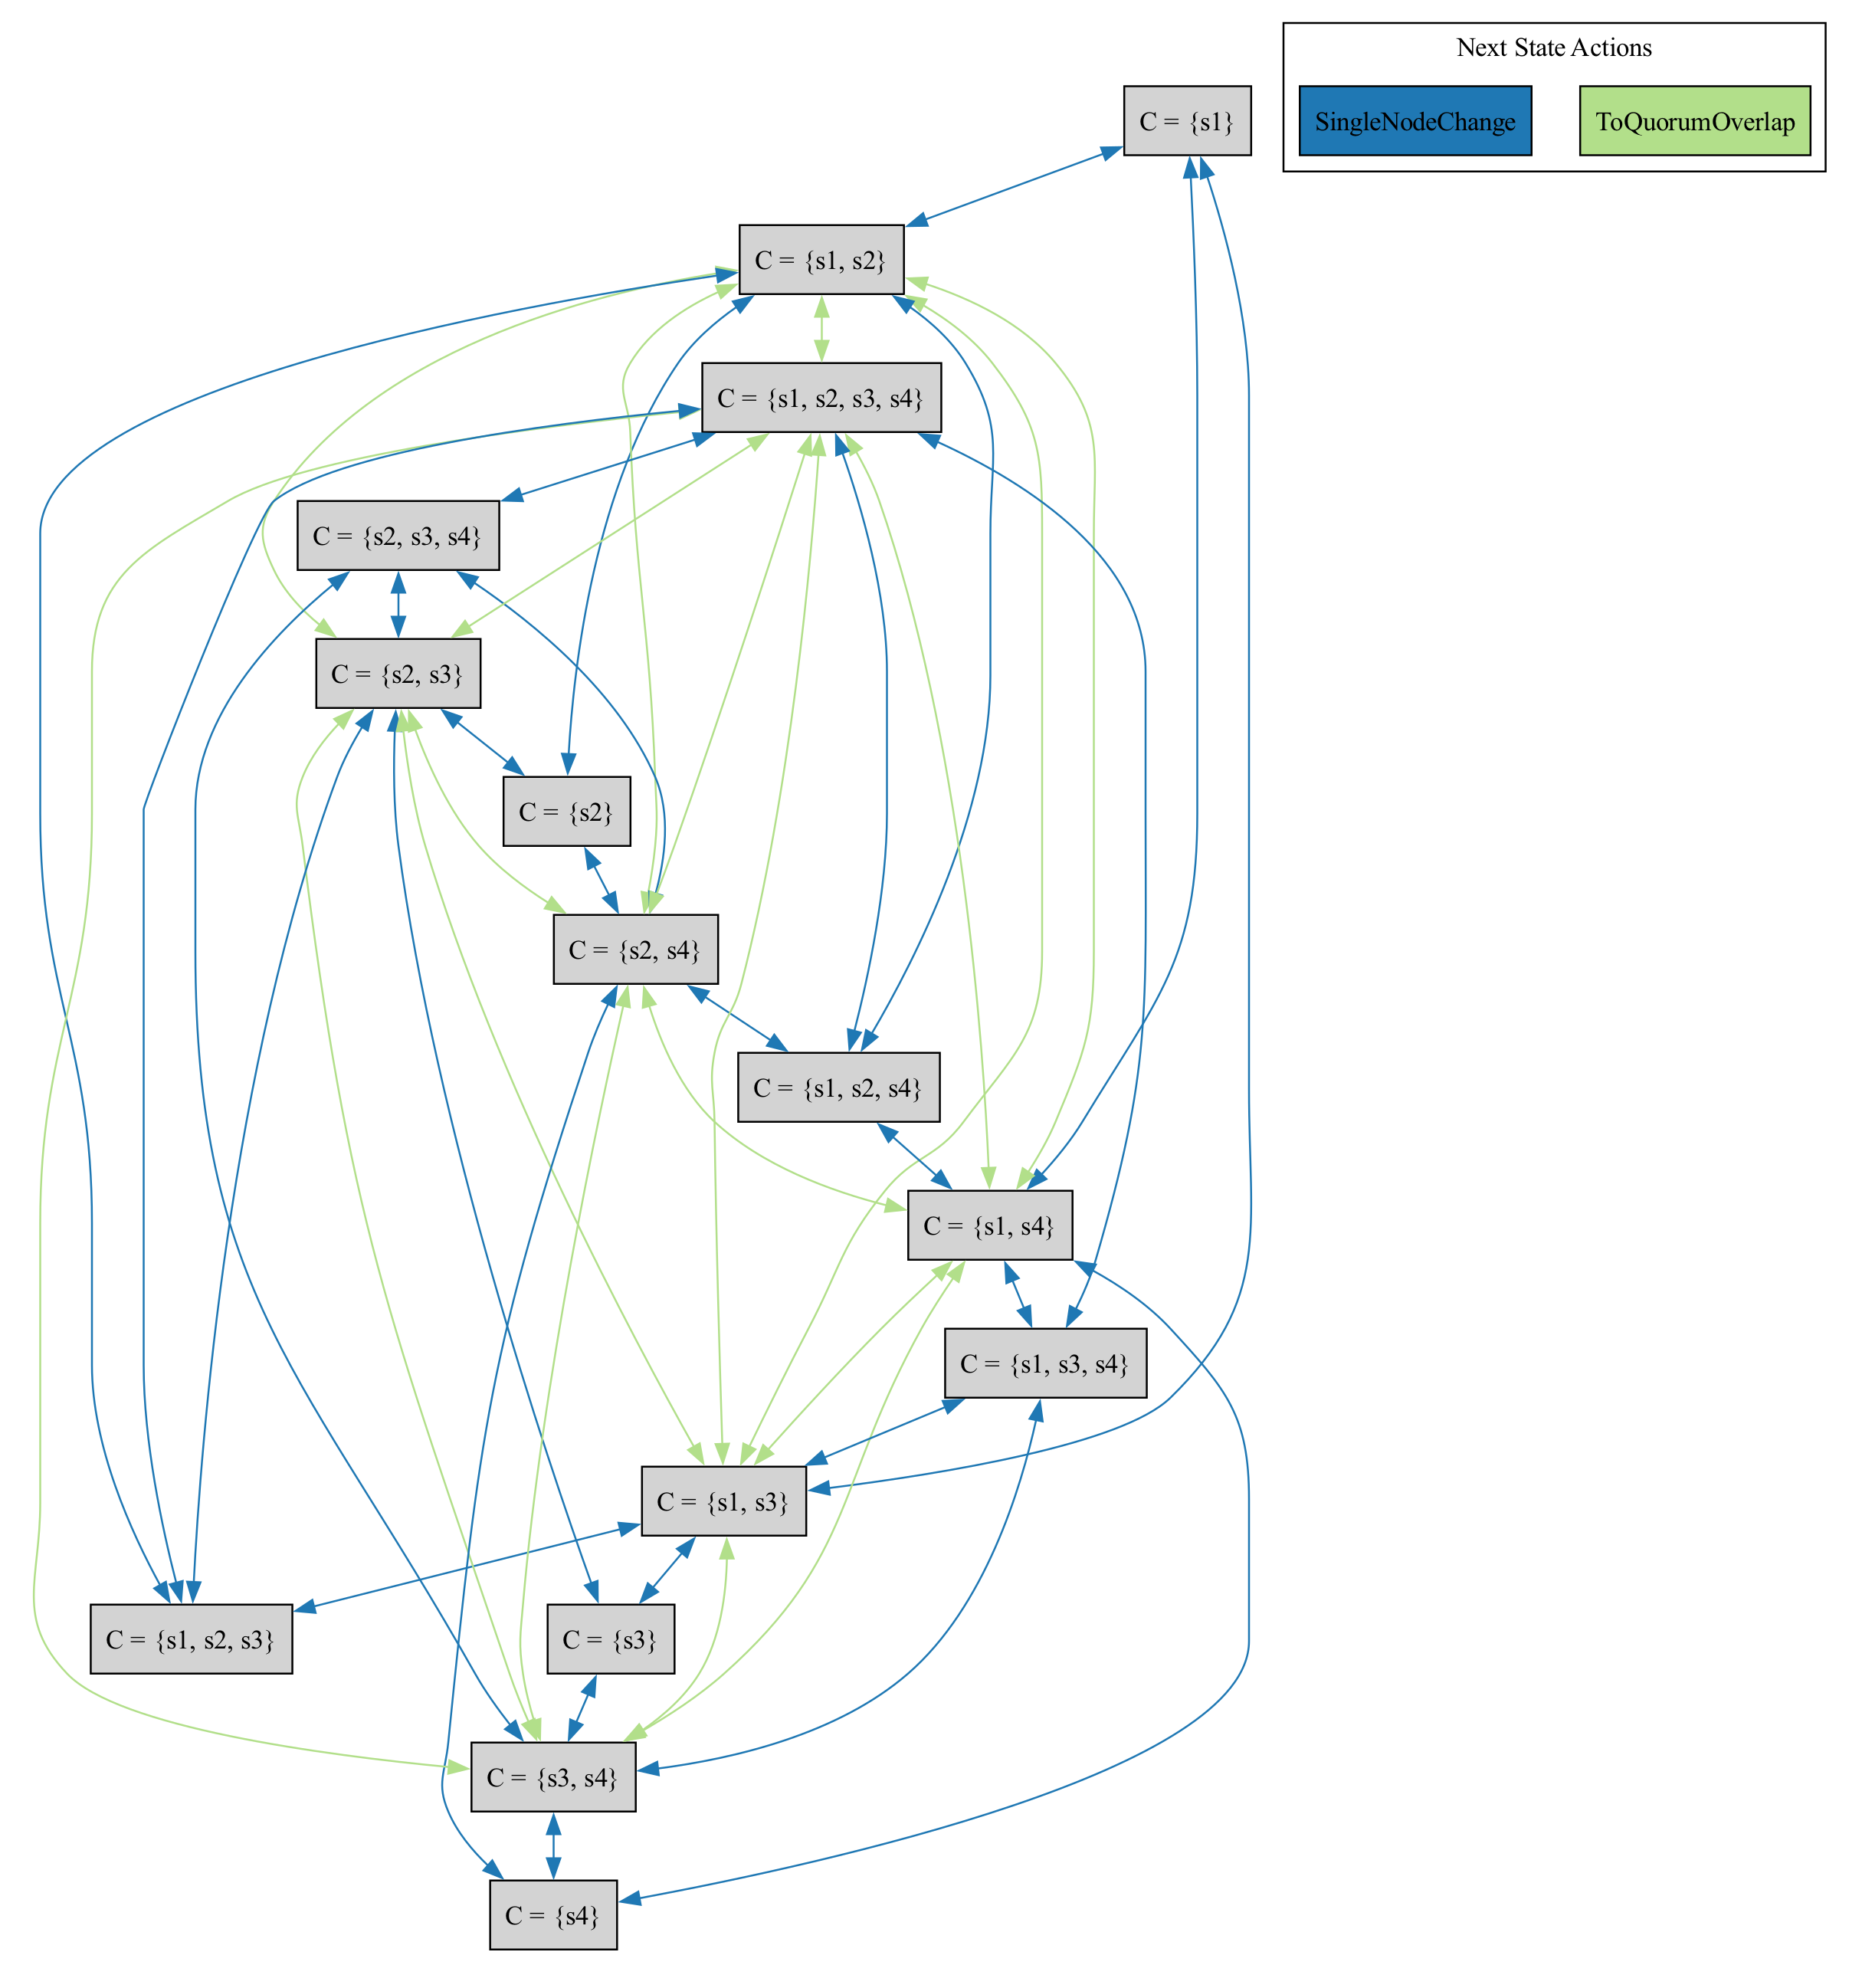 Next State Actions
SingleNodeChange
ToQuorumOverlap
C = {s1}
C = {s1, s2}
C = {s1, s2, s3, s4}
C = {s2, s3, s4}
C = {s2, s3}
C = {s2}
C = {s2, s4}
C = {s1, s2, s4}
C = {s1, s4}
C = {s1, s3, s4}
C = {s1, s3}
C = {s1, s2, s3}
C = {s3}
C = {s3, s4}
C = {s4}